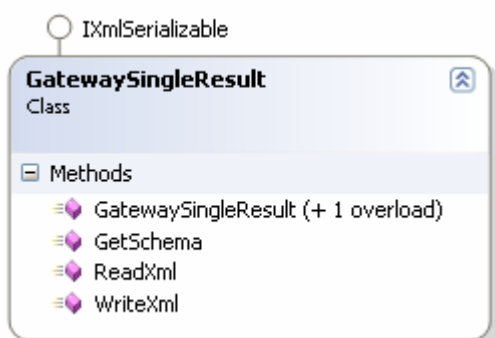 IXmlSerializable
GatewaySingleResult
Class
Methods
GatewaySingleResult (+ 1 overload)
GetSchema
ReadXml
WriteXml